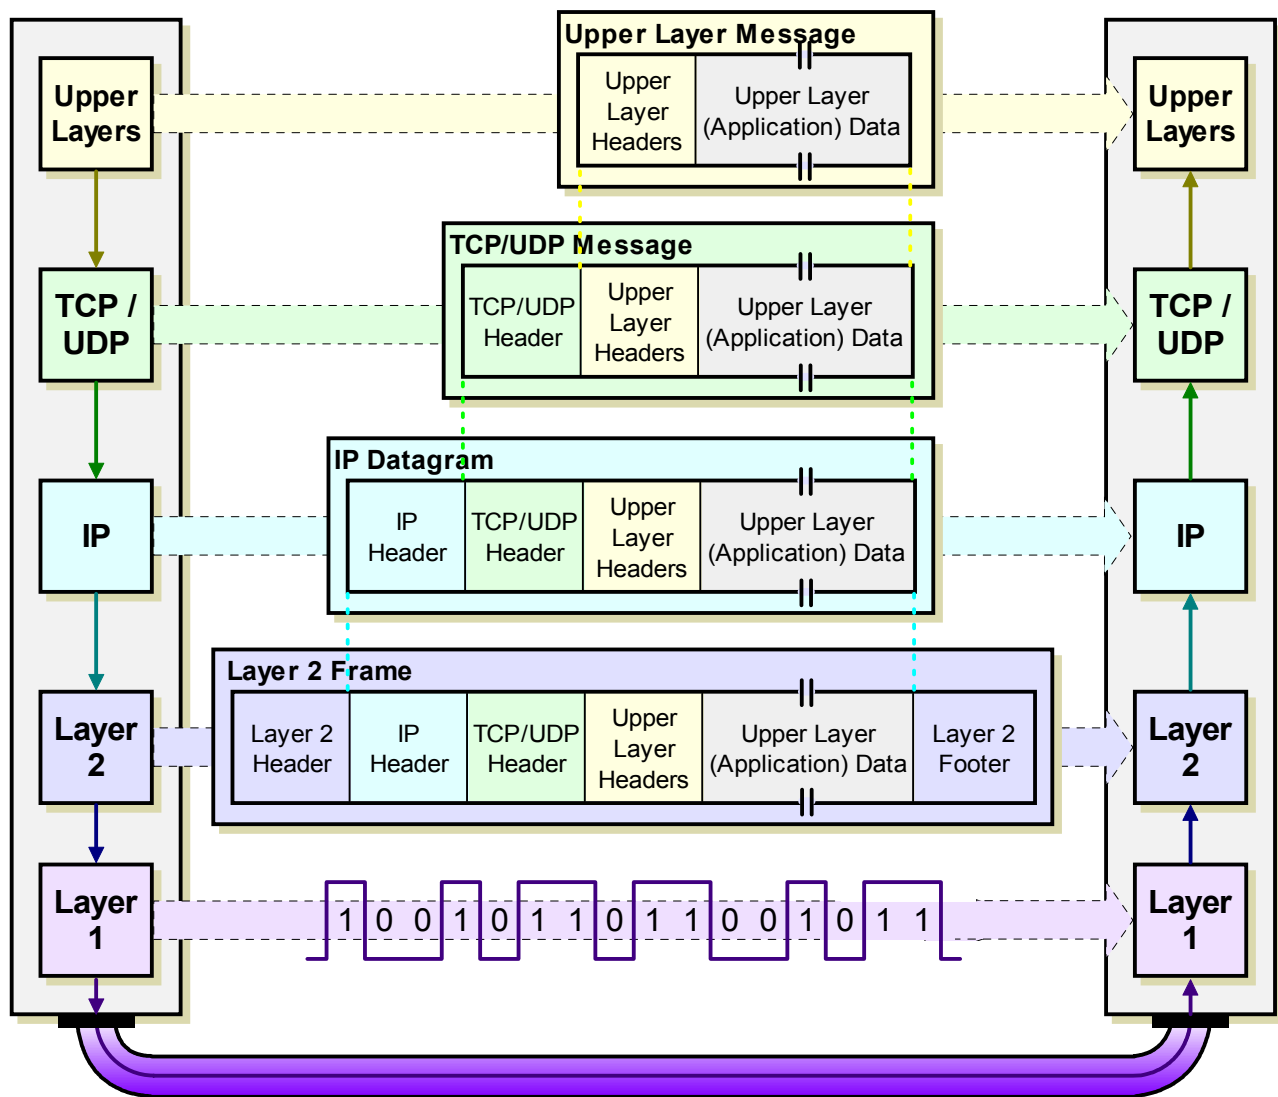 Upper Layer Message
Upper
Layers
Upper
Layer
Headers
Upper Layer
(Application) Data
Upper
Layers
TCP/UDP Message
TCP /
UDP
TCP/UDP
Header
Upper
Layer
Headers
Upper Layer
(Application) Data
TCP /
UDP
IP Datagram
IP
IP
Header
TCP/UDP
Header
Upper
Layer
Headers
Upper Layer
(Application) Data
IP
Layer 2 Frame
Layer
2
Layer 2
Header
IP
Header
TCP/UDP
Header
Upper
Layer
Headers
Upper Layer
(Application) Data
Layer 2
Footer
Layer
2
Layer
1
1 0 0 1 0 1 1 0 1 1 0 0 1 0 1 1
Layer
1